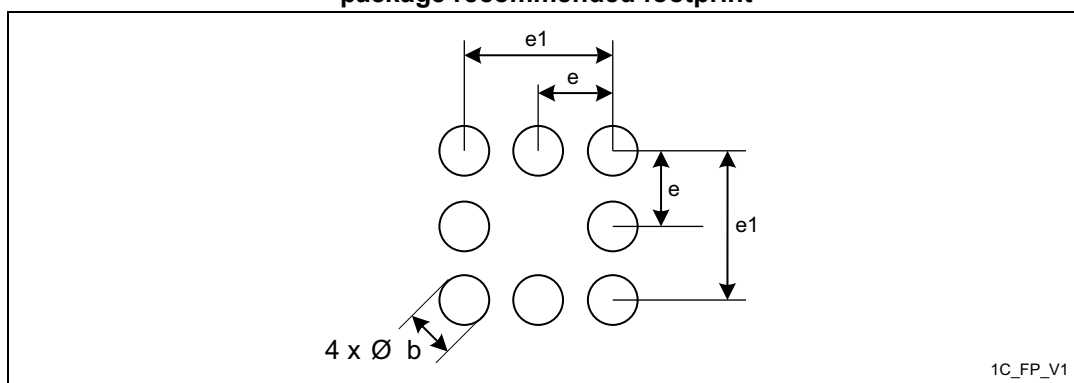 package recommended footprint
e1
e
e
e1
4 x Ø b
1C_FP_V1